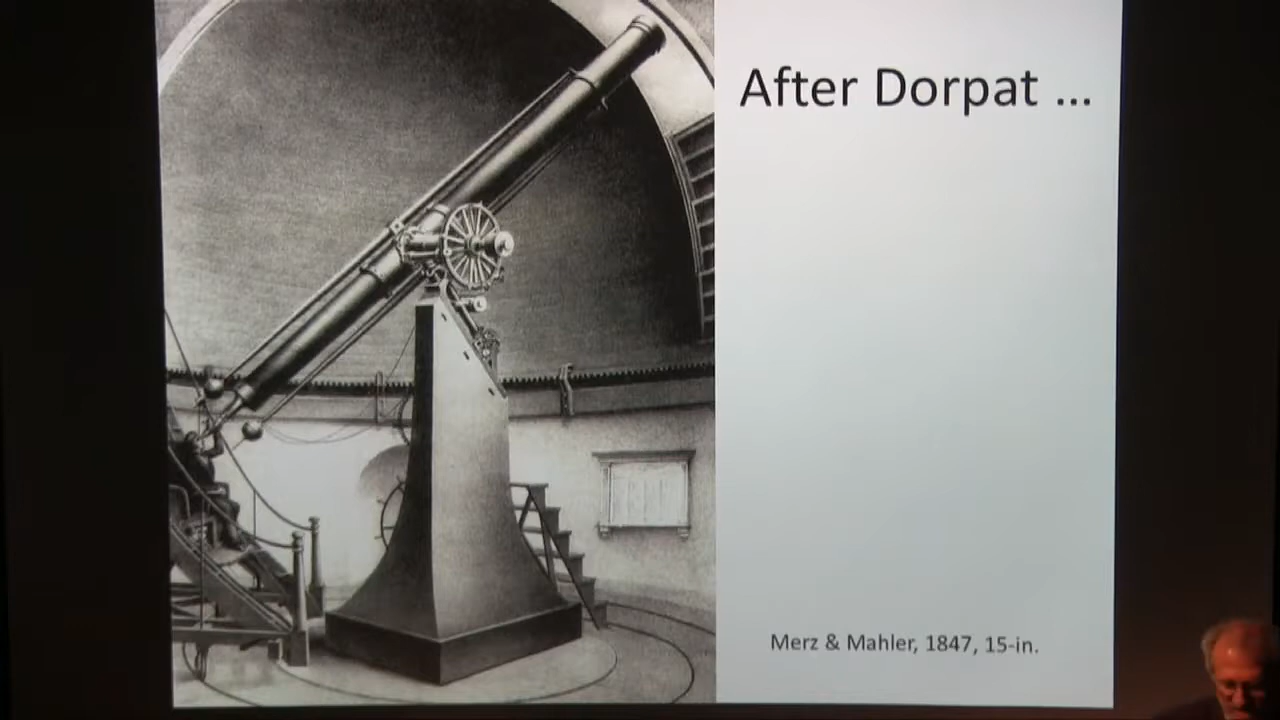 After Dorpat ...
Merz & Mahler, 1847, 15-in.